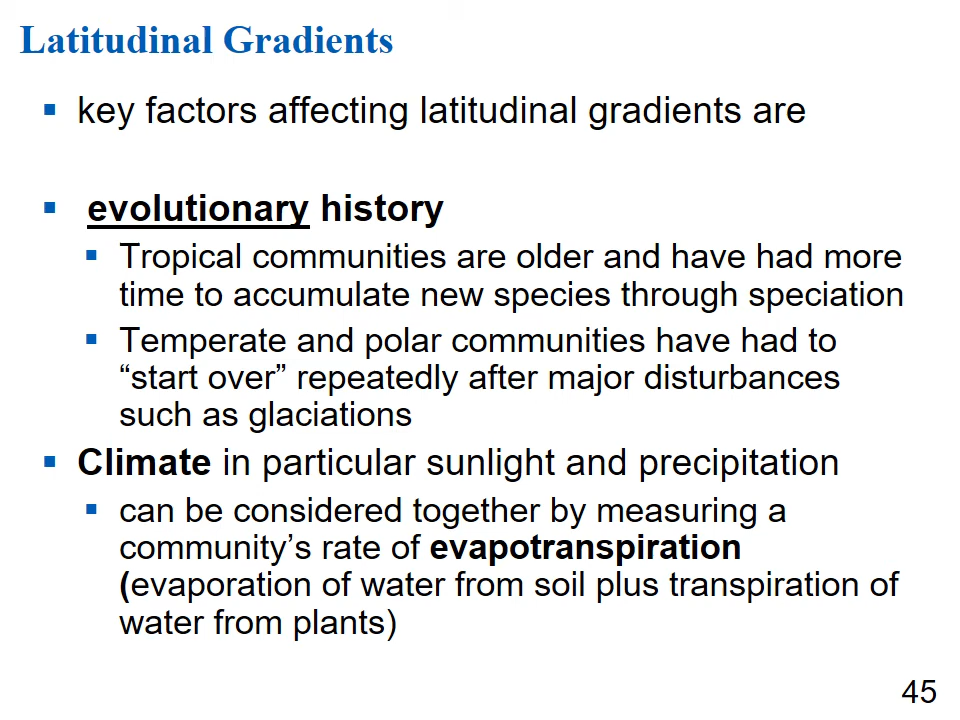 Latitudinal Gradients
key factors affecting latitudinal gradients are
evolutionary history
Tropical communities are older and have had more
time to accumulate new species through speciation
Temperate and polar communities have had to
“start over” repeatedly after major disturbances
such as glaciations
Climate in particular sunlight and precipitation
can be considered together by measuring a
community’s rate of evapotranspiration
(evaporation of water from soil plus transpiration of
water from plants)
45